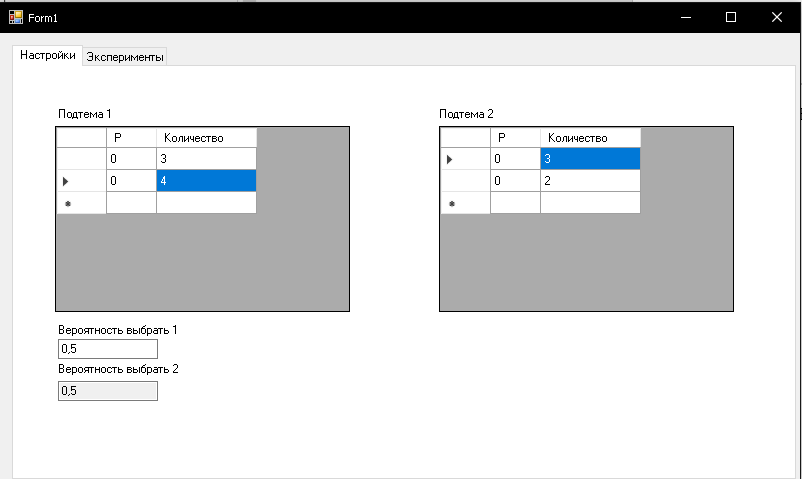 Form1
Настройки Эксперименты
Подтема 1 Подтема 2
P Количество P Количество
0 3 0 3
0 4 0 2
Вероятность выбрать 1
0,5
Вероятность выбрать 2
0,5